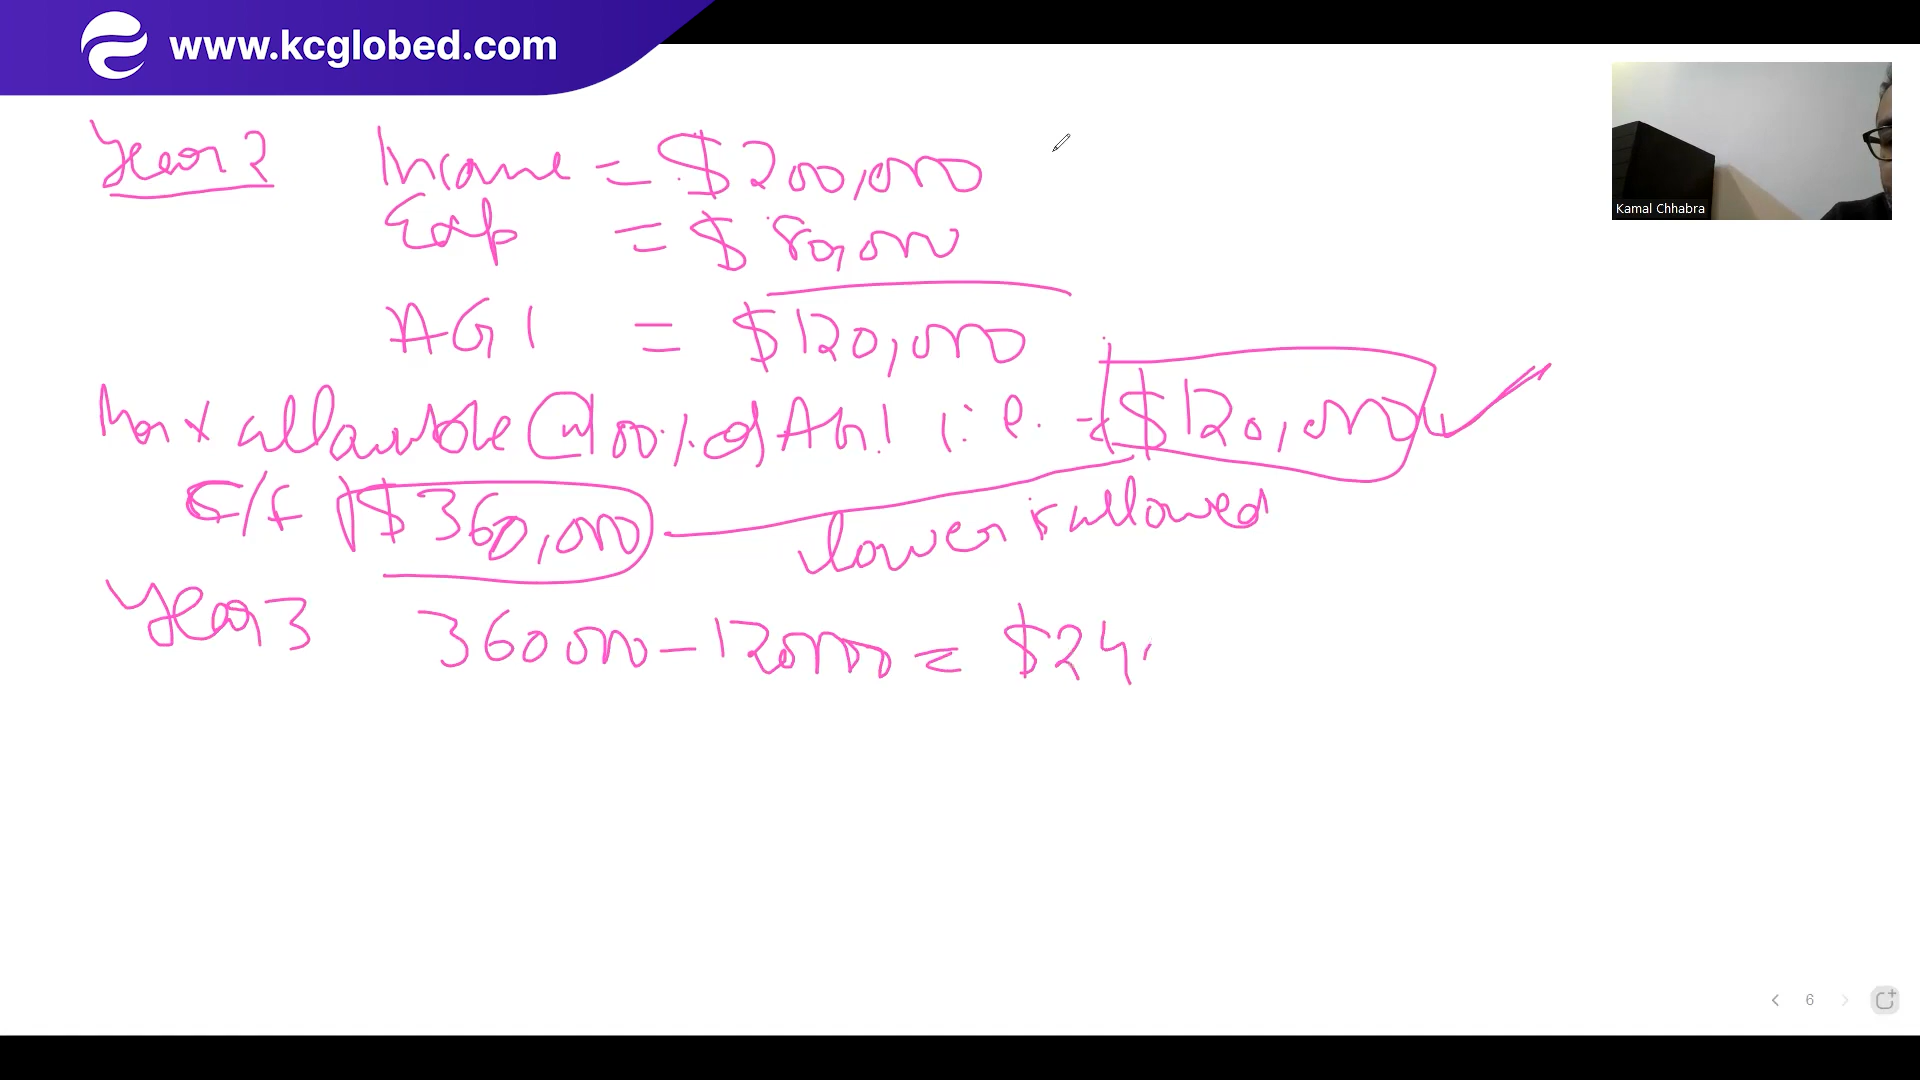 www.kcglobed.com
Kamal Chhabra
Year 2 Income = $200,000
Exp = $80,000
AGI = $120,000
Max allowable @100% of AGI i.e. = $120,000
C/f $360,000 lower is allowed
Year 3 360000-120000 = $24,
6